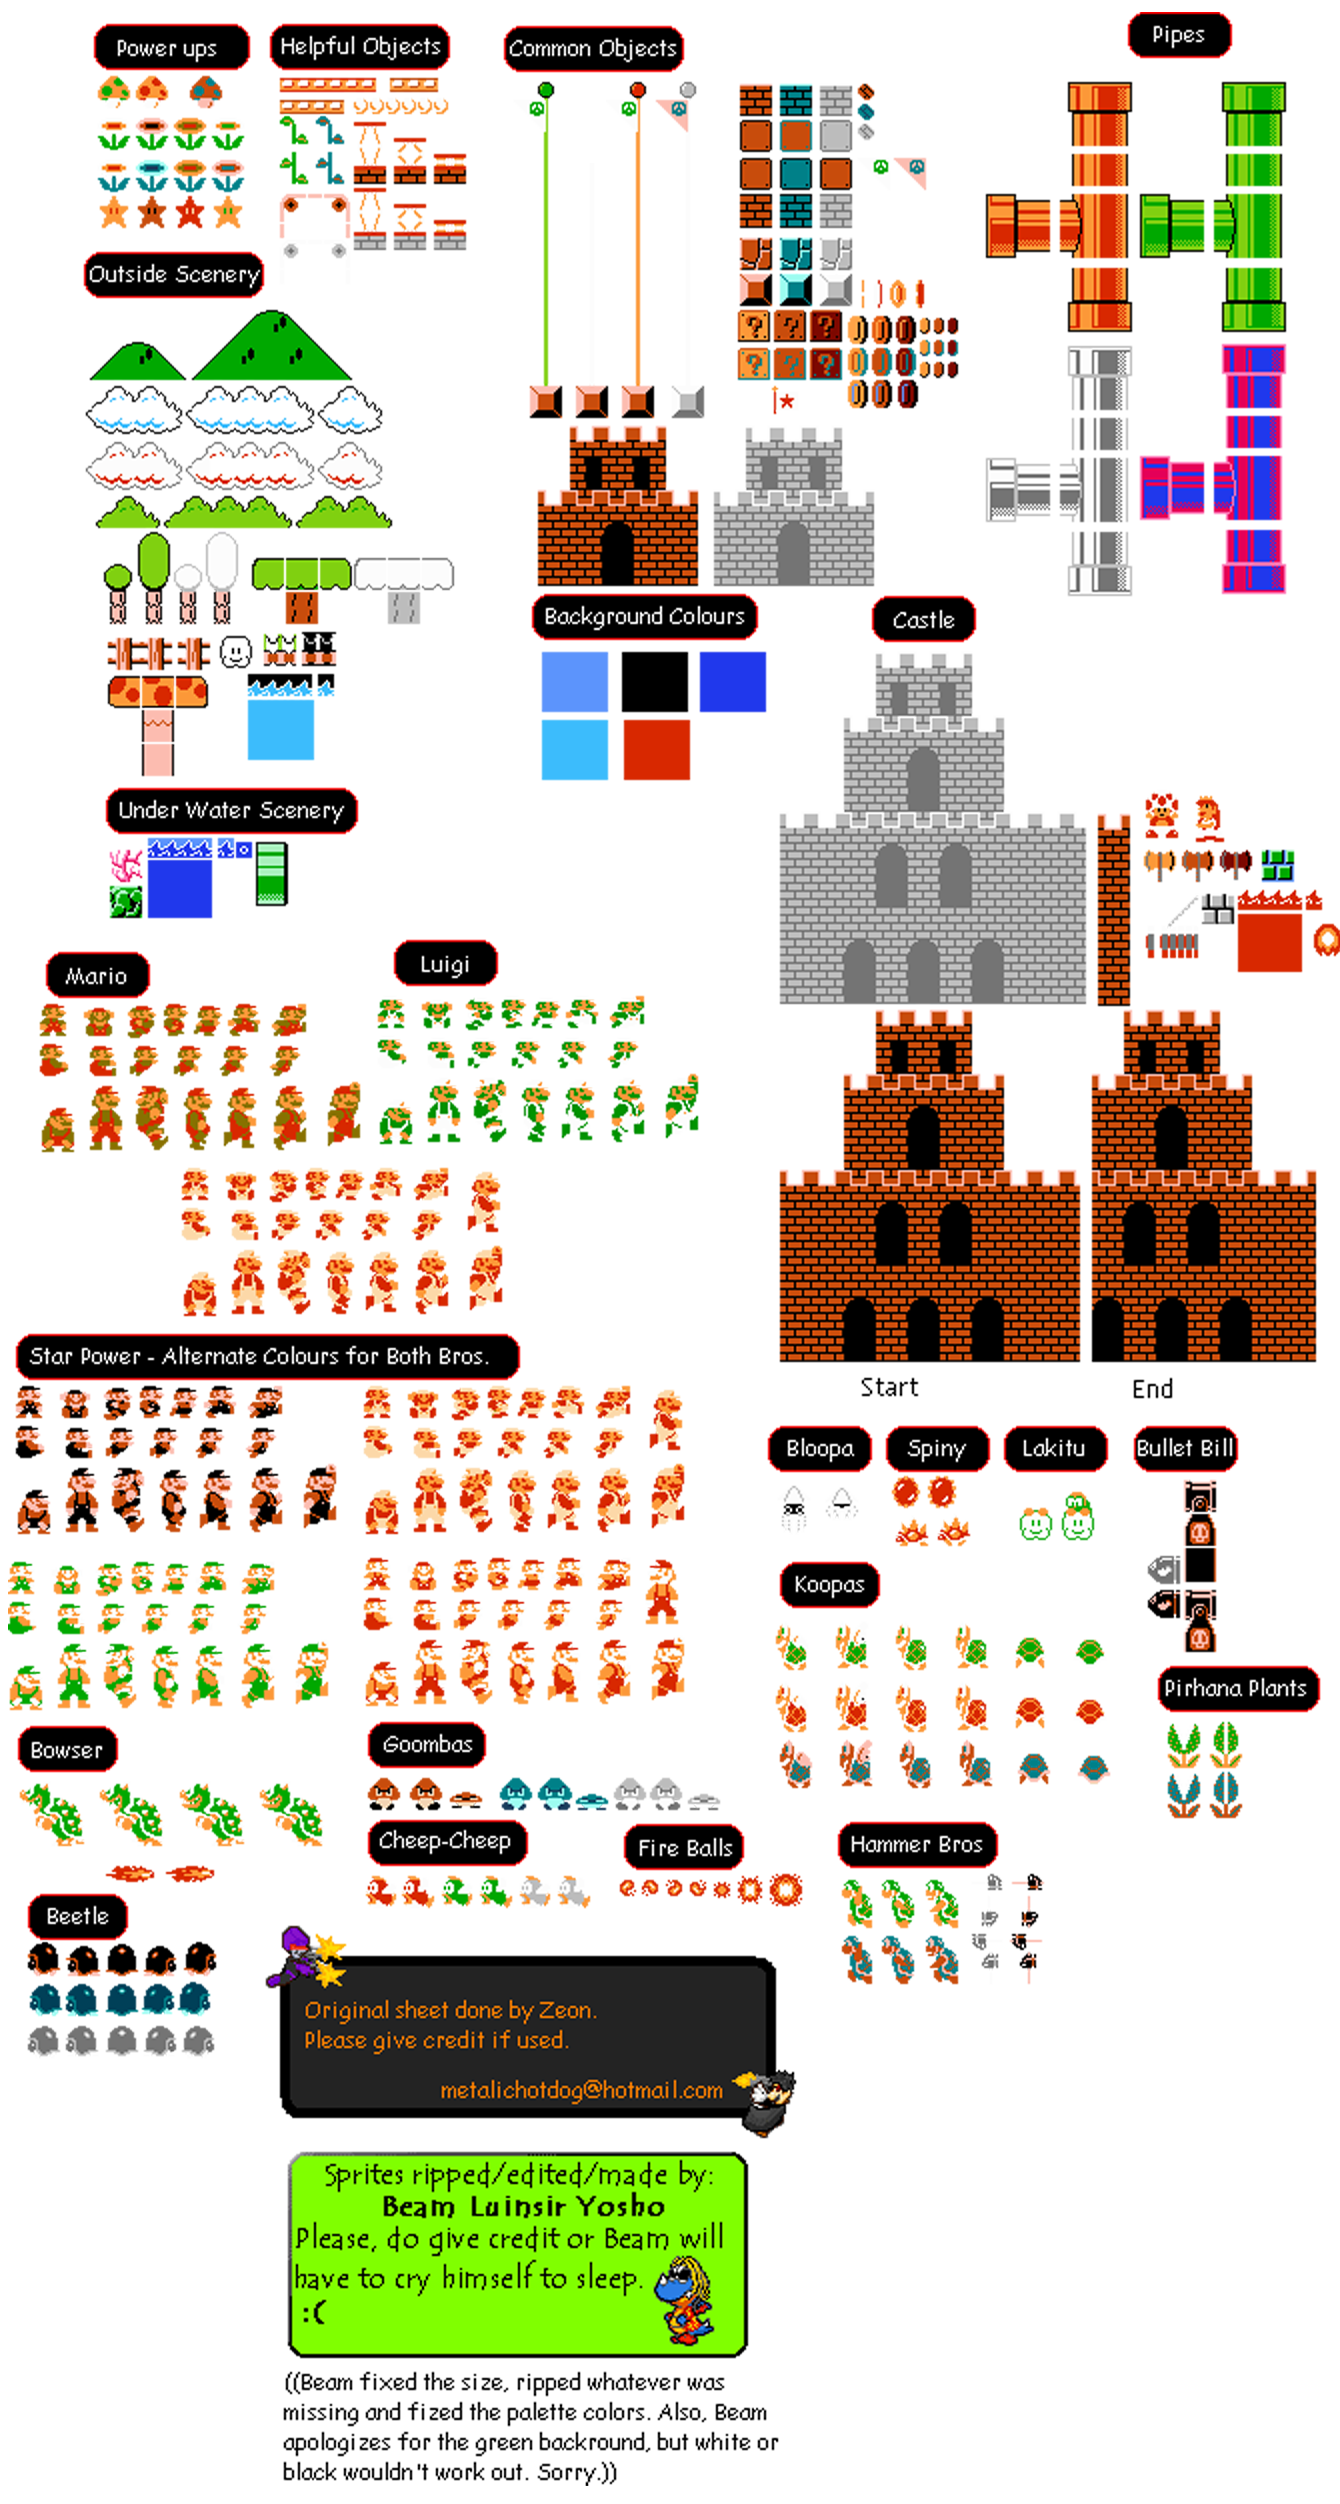 Power ups
Helpful Objects
Common Objects
Pipes
Outside Scenery
? ? ?
? ? ?
Background Colours
Castle
Under Water Scenery
Mario
Luigi
Star Power - Alternate Colours for Both Bros.
Start
End
Bloopa
Spiny
Lakitu
Bullet Bill
Koopas
Pirhana Plants
Bowser
Goombas
Cheep-Cheep
Fire Balls
Hammer Bros
Beetle
Original sheet done by Zeon.
Please give credit if used.
metalichotdog@hotmail.com
Sprites ripped/edited/made by:
Beam Luinsir Yosho
Please, do give credit or Beam will
have to cry himself to sleep.
:(
((Beam fixed the size, ripped whatever was
missing and fized the palette colors. Also, Beam
apologizes for the green backround, but white or
black wouldn't work out. Sorry.))